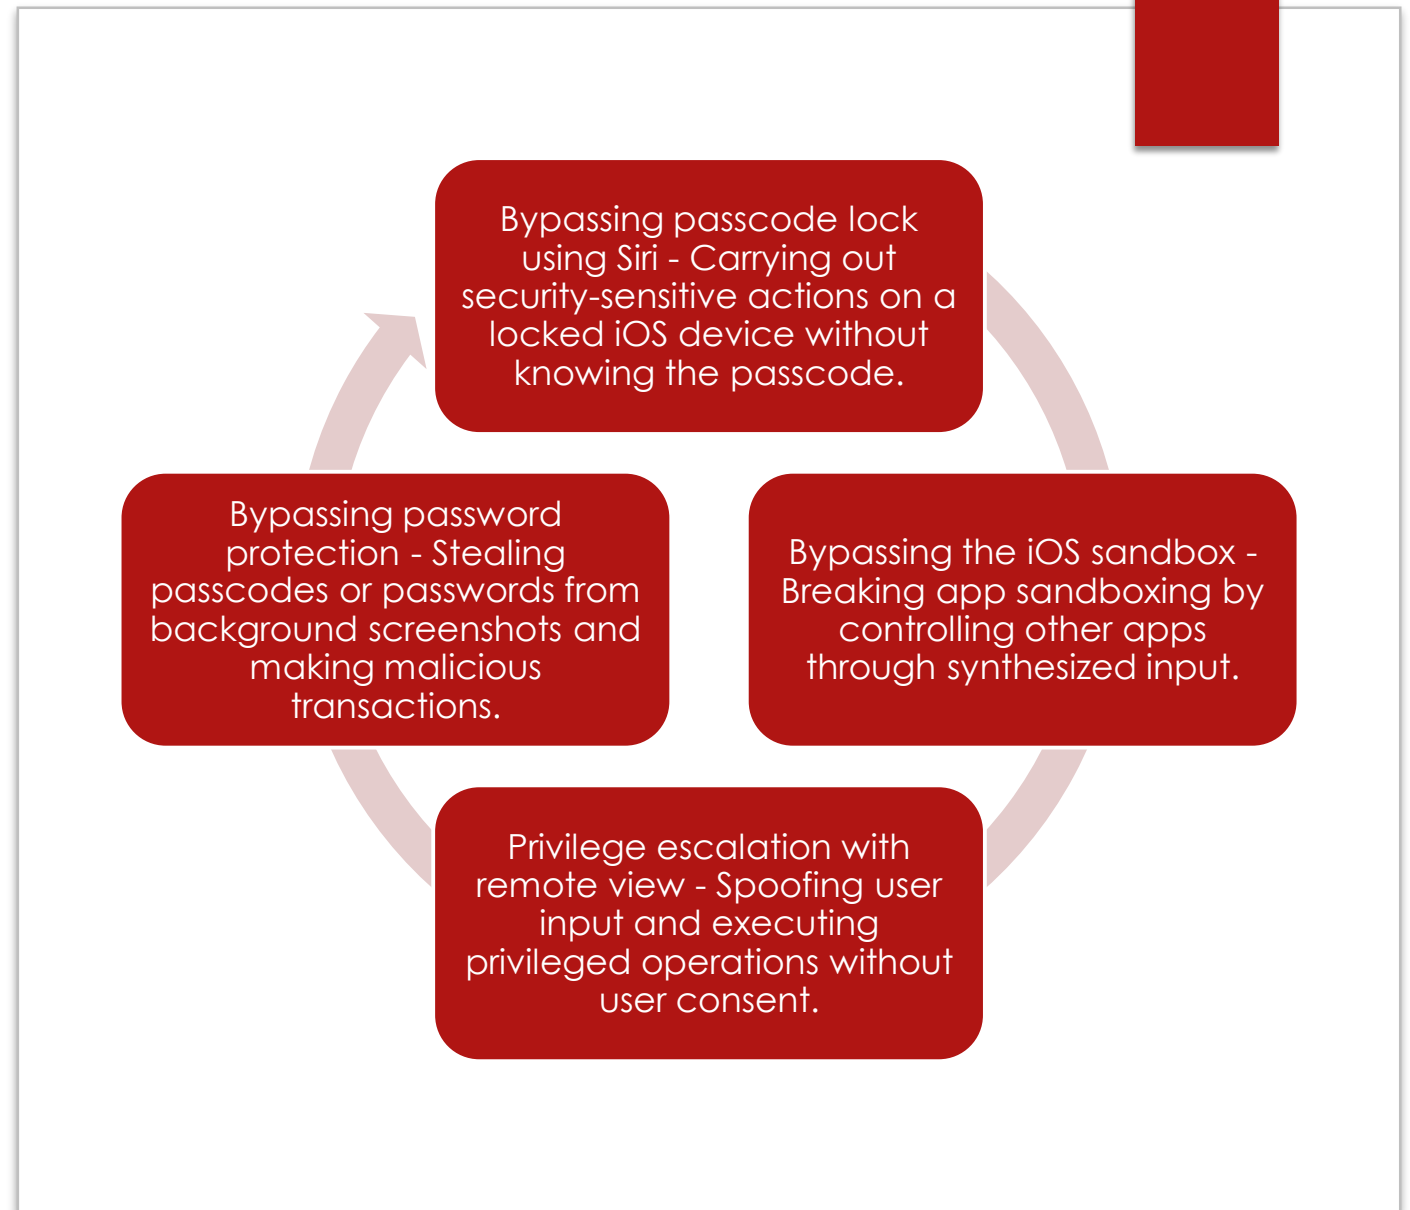 Bypassing passcode lock
using Siri - Carrying out
security-sensitive actions on a
locked iOS device without
knowing the passcode.
Bypassing the iOS sandbox -
Breaking app sandboxing by
controlling other apps
through synthesized input.
Privilege escalation with
remote view - Spoofing user
input and executing
privileged operations without
user consent.
Bypassing password
protection - Stealing
passcodes or passwords from
background screenshots and
making malicious
transactions.